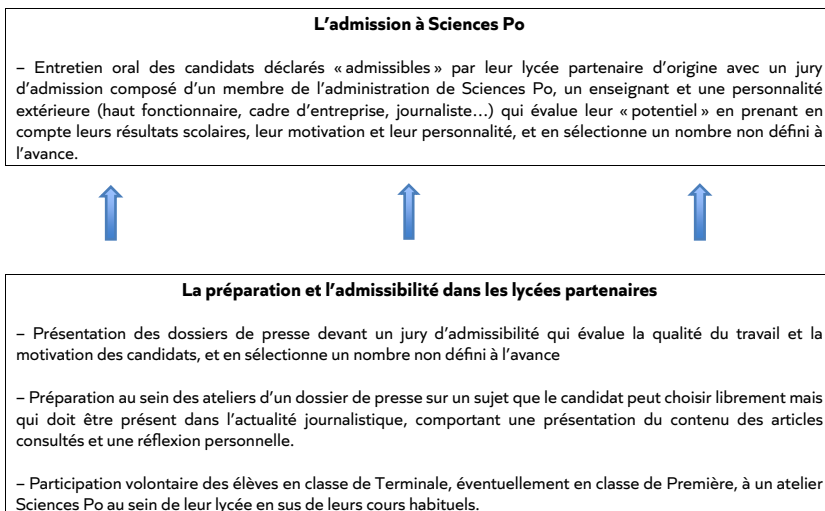 L’admission à Sciences Po
– Entretien oral des candidats déclarés « admissibles » par leur lycée partenaire d’origine avec un jury
d’admission composé d’un membre de l’administration de Sciences Po, un enseignant et une personnalité
extérieure (haut fonctionnaire, cadre d’entreprise, journaliste…) qui évalue leur « potentiel » en prenant en
compte leurs résultats scolaires, leur motivation et leur personnalité, et en sélectionne un nombre non défini à
l’avance.
La préparation et l’admissibilité dans les lycées partenaires
– Présentation des dossiers de presse devant un jury d’admissibilité qui évalue la qualité du travail et la
motivation des candidats, et en sélectionne un nombre non défini à l’avance
– Préparation au sein des ateliers d’un dossier de presse sur un sujet que le candidat peut choisir librement mais
qui doit être présent dans l’actualité journalistique, comportant une présentation du contenu des articles
consultés et une réflexion personnelle.
– Participation volontaire des élèves en classe de Terminale, éventuellement en classe de Première, à un atelier
Sciences Po au sein de leur lycée en sus de leurs cours habituels.